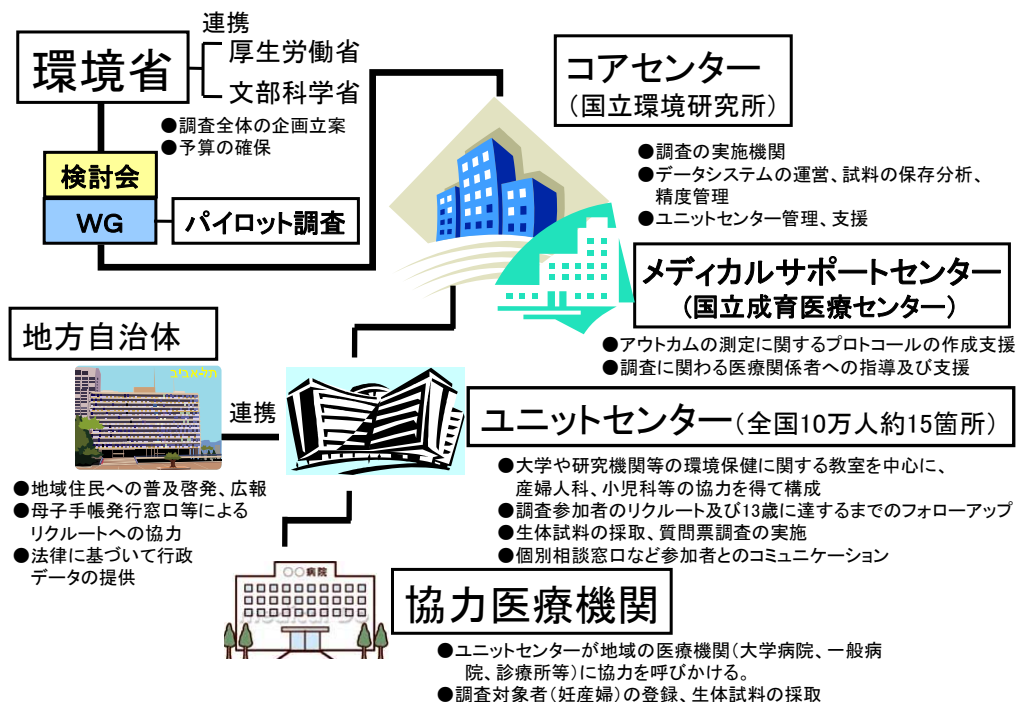 連携
環境省
厚生労働省
文部科学省
●調査全体の企画立案
●予算の確保
検討会
WG
パイロット調査
コアセンター
（国立環境研究所）
●調査の実施機関
●データシステムの運営、試料の保存分析、
精度管理
●ユニットセンター管理、支援
メディカルサポートセンター
（国立成育医療センター）
●アウトカムの測定に関するプロトコールの作成支援
●調査に関わる医療関係者への指導及び支援
地方自治体
תל-אביב
連携
●地域住民への普及啓発、広報
●母子手帳発行窓口等による
リクルートへの協力
●法律に基づいて行政
データの提供
ユニットセンター（全国10万人約15箇所）
●大学や研究機関等の環境保健に関する教室を中心に、
産婦人科、小児科等の協力を得て構成
●調査参加者のリクルート及び13歳に達するまでのフォローアップ
●生体試料の採取、質問票調査の実施
●個別相談窓口など参加者とのコミュニケーション
〇〇病院
協力医療機関
●ユニットセンターが地域の医療機関（大学病院、一般病
院、診療所等）に協力を呼びかける。
●調査対象者（妊産婦）の登録、生体試料の採取